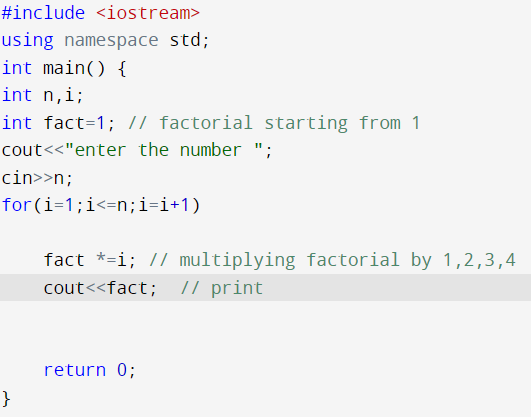 #include <iostream>
using namespace std;
int main() {
int n,i;
int fact=1; // factorial starting from 1
cout<<"enter the number ";
cin>>n;
for(i=1;i<=n;i=i+1)
fact *=i; // multiplying factorial by 1,2,3,4
cout<<fact;  // print
return 0;
}